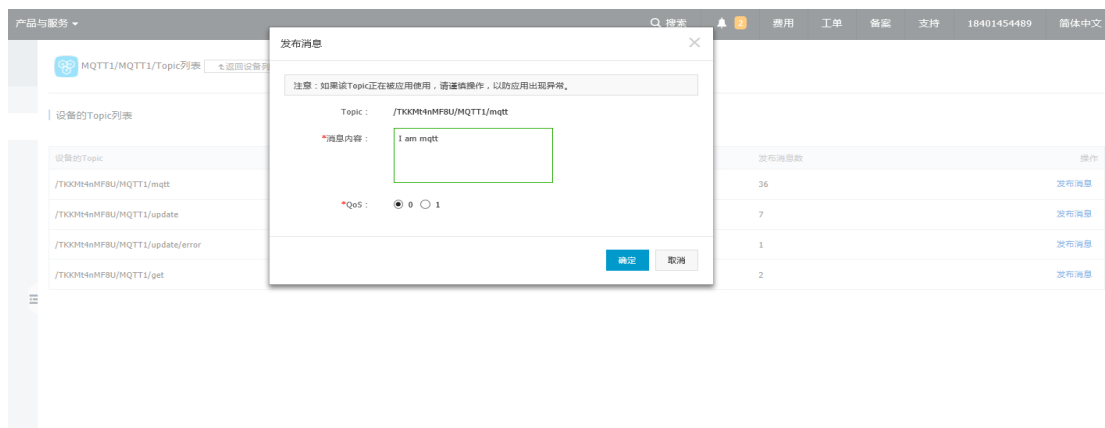 产品与服务
搜索
2
费用
工单
备案
支持
18401454489
简体中文
发布消息
MQTT1/MQTT1/Topic列表
返回设备列
注意：如果该Topic正在被应用使用，请谨慎操作，以防应用出现异常。
设备的Topic列表
Topic： /TKKMt4nMF8U/MQTT1/mqtt
*消息内容： I am mqtt
设备的Topic
发布消息数
操作
/TKKMt4nMF8U/MQTT1/mqtt
36
发布消息
*QoS： 0 1
/TKKMt4nMF8U/MQTT1/update
7
发布消息
/TKKMt4nMF8U/MQTT1/update/error
1
发布消息
确定
取消
/TKKMt4nMF8U/MQTT1/get
2
发布消息